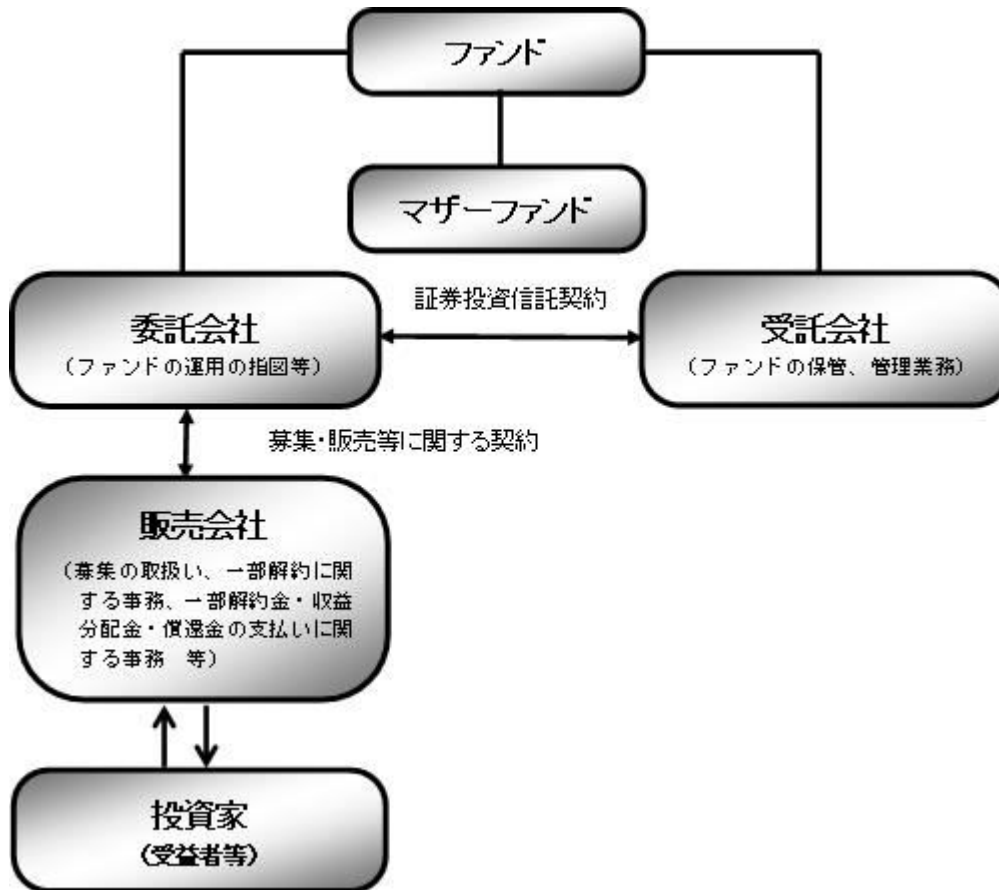 ファンド
マザーファンド
証券投資信託契約
委託会社
(ファンドの運用の指図等)
受託会社
(ファンドの保管、管理業務)
募集・販売等に関する契約
販売会社
(募集の取扱い、一部解約に関
する事務、一部解約金・収益
分配金・償還金の支払いに関
する事務　等)
投資家
(受益者等)